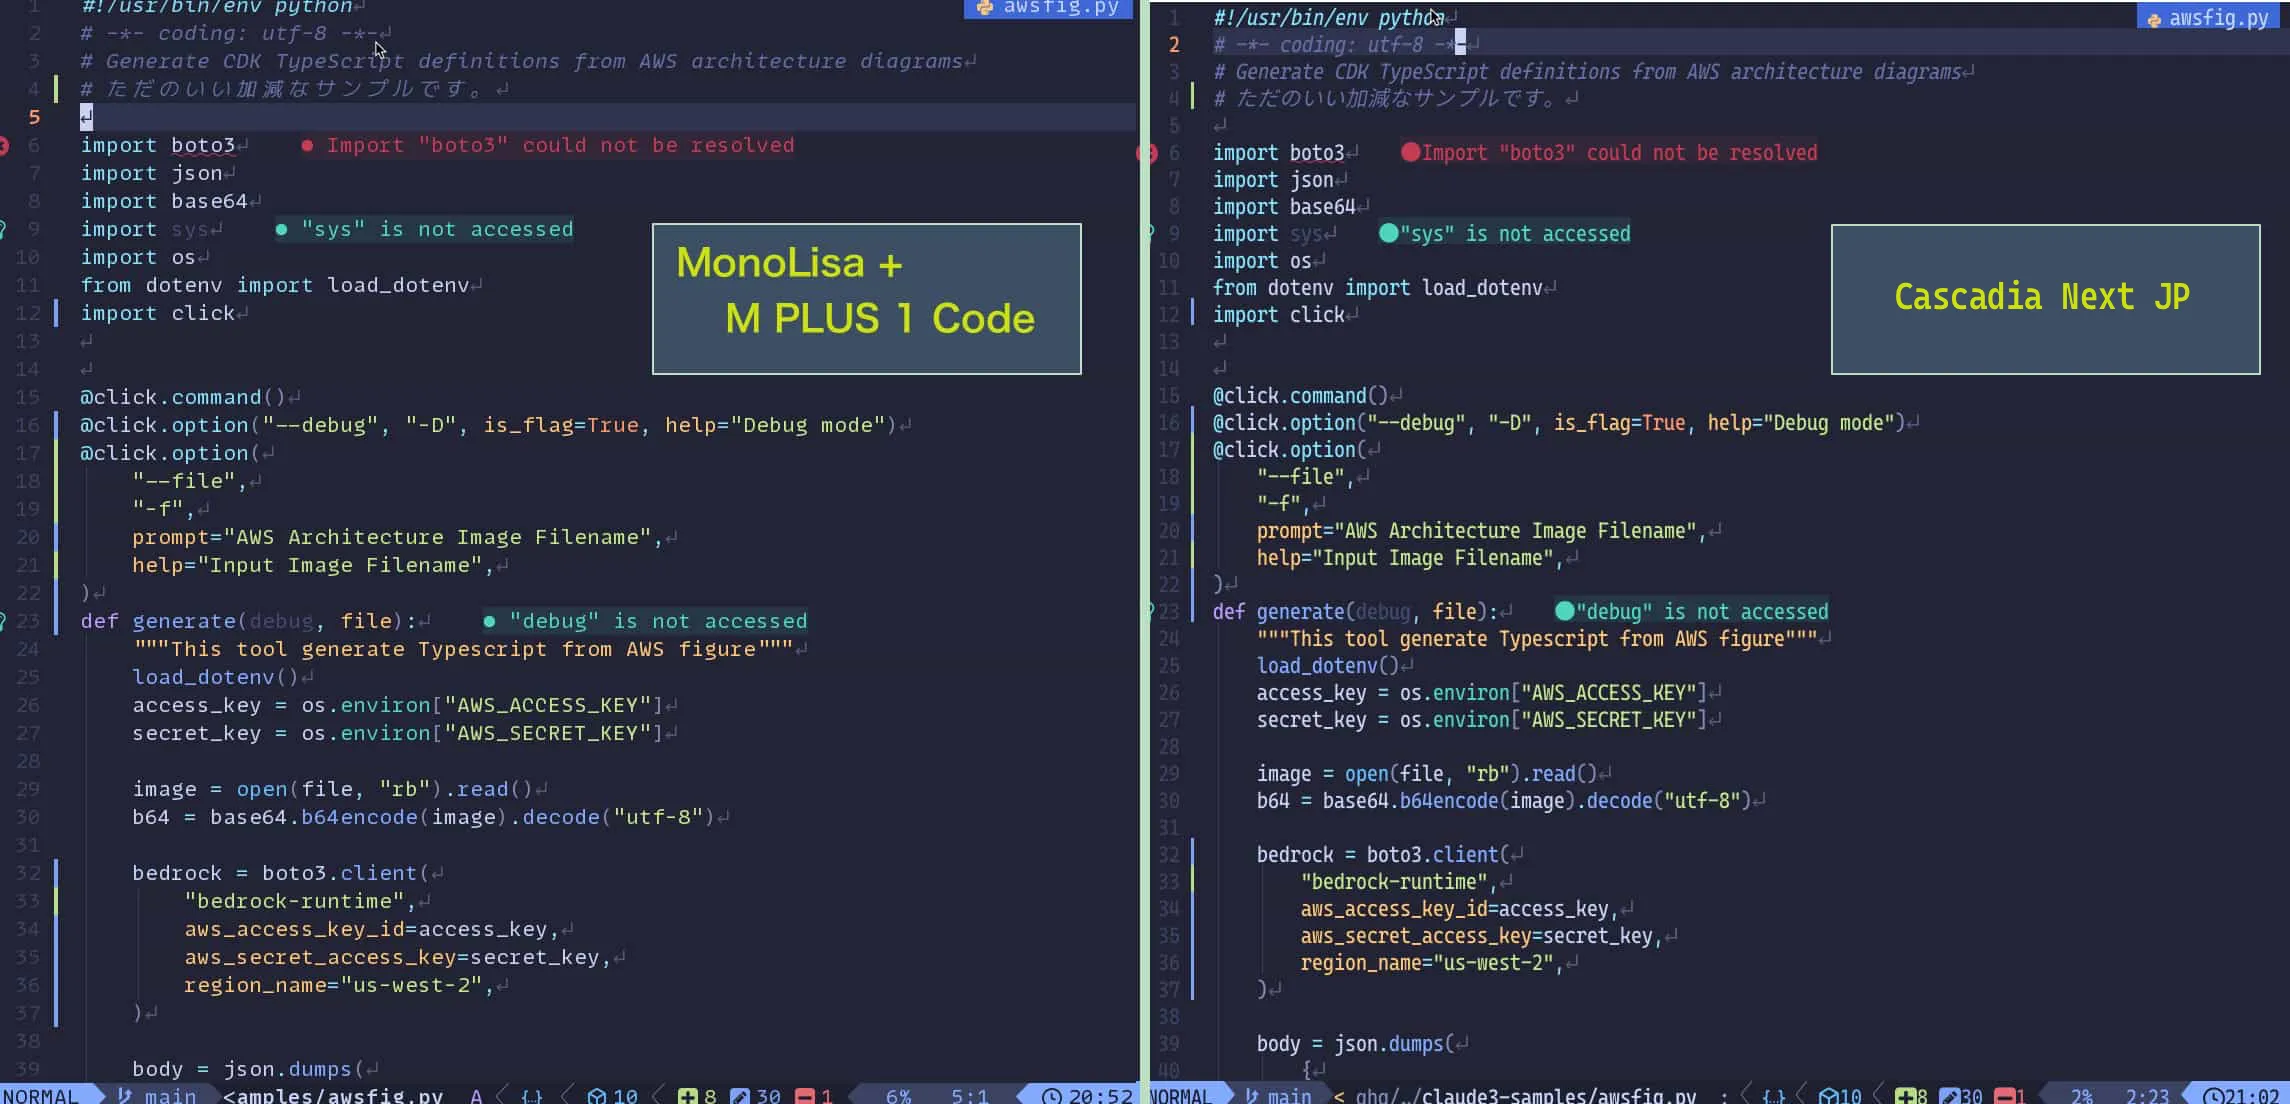 1 #!/usr/bin/env python↵ awsfig.py
2 # -*- coding: utf-8 -*-↵
3 # Generate CDK TypeScript definitions from AWS architecture diagrams↵
4 # ただのいい加減なサンプルです。↵
5 ↵
6 import boto3↵ ● Import "boto3" could not be resolved
7 import json↵
8 import base64↵
9 import sys↵ ● "sys" is not accessed
10 import os↵
11 from dotenv import load_dotenv↵
12 import click↵
13 ↵
14 ↵
15 @click.command()↵
16 @click.option("--debug", "-D", is_flag=True, help="Debug mode")↵
17 @click.option(↵
18 "--file",↵
19 "-f",↵
20 prompt="AWS Architecture Image Filename",↵
21 help="Input Image Filename",↵
22 )↵
23 def generate(debug, file):↵ ● "debug" is not accessed
24 """This tool generate Typescript from AWS figure"""↵
25 load_dotenv()↵
26 access_key = os.environ["AWS_ACCESS_KEY"]↵
27 secret_key = os.environ["AWS_SECRET_KEY"]↵
28
29 image = open(file, "rb").read()↵
30 b64 = base64.b64encode(image).decode("utf-8")↵
31
32 bedrock = boto3.client(↵
33 "bedrock-runtime",↵
34 aws_access_key_id=access_key,↵
35 aws_secret_access_key=secret_key,↵
36 region_name="us-west-2",↵
37 )↵
38
39 body = json.dumps(↵
NORMAL main <amples/awsfig.py A {} 10 8 30 1 6% 5:1 20:52
MonoLisa +
M PLUS 1 Code
1 #!/usr/bin/env python↵ awsfig.py
2 # -*- coding: utf-8 -*-↵
3 # Generate CDK TypeScript definitions from AWS architecture diagrams↵
4 # ただのいい加減なサンプルです。↵
5 ↵
6 import boto3↵ ●Import "boto3" could not be resolved
7 import json↵
8 import base64↵
9 import sys↵ ●"sys" is not accessed
10 import os↵
11 from dotenv import load_dotenv↵
12 import click↵
13 ↵
14 ↵
15 @click.command()↵
16 @click.option("--debug", "-D", is_flag=True, help="Debug mode")↵
17 @click.option(↵
18 "--file",↵
19 "-f",↵
20 prompt="AWS Architecture Image Filename",↵
21 help="Input Image Filename",↵
22 )↵
23 def generate(debug, file):↵ ●"debug" is not accessed
24 """This tool generate Typescript from AWS figure"""↵
25 load_dotenv()↵
26 access_key = os.environ["AWS_ACCESS_KEY"]↵
27 secret_key = os.environ["AWS_SECRET_KEY"]↵
28
29 image = open(file, "rb").read()↵
30 b64 = base64.b64encode(image).decode("utf-8")↵
31
32 bedrock = boto3.client(↵
33 "bedrock-runtime",↵
34 aws_access_key_id=access_key,↵
35 aws_secret_access_key=secret_key,↵
36 region_name="us-west-2",↵
37 )↵
38
39 body = json.dumps(↵
40 {↵
NORMAL main < ghq/../claude3-samples/awsfig.py : {} 10 8 30 1 2% 2:23 21:02
Cascadia Next JP